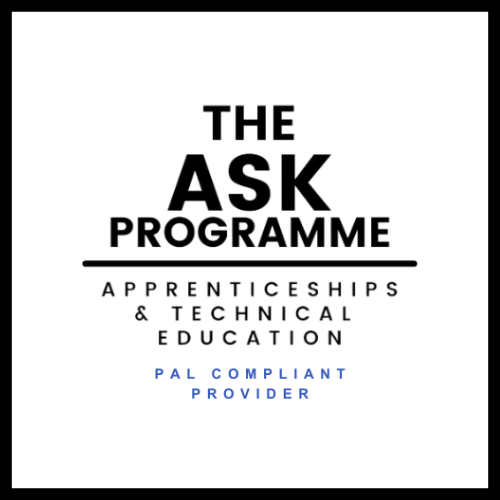 THE
ASK
PROGRAMME
APPRENTICESHIPS
& TECHNICAL
EDUCATION
PAL COMPLIANT
PROVIDER